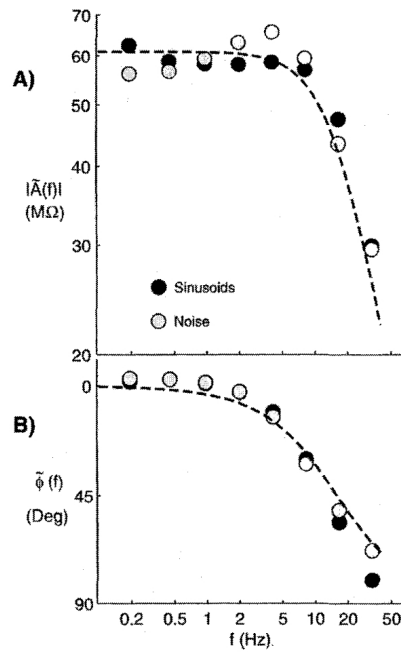 70
A)
60
50
40
|Ã(f)|
(MΩ)
30
Sinusoids
Noise
20
0
B)
φ̃ (f)
45
(Deg)
90
0.2 0.5 1 2 5 10 20 50
f (Hz)